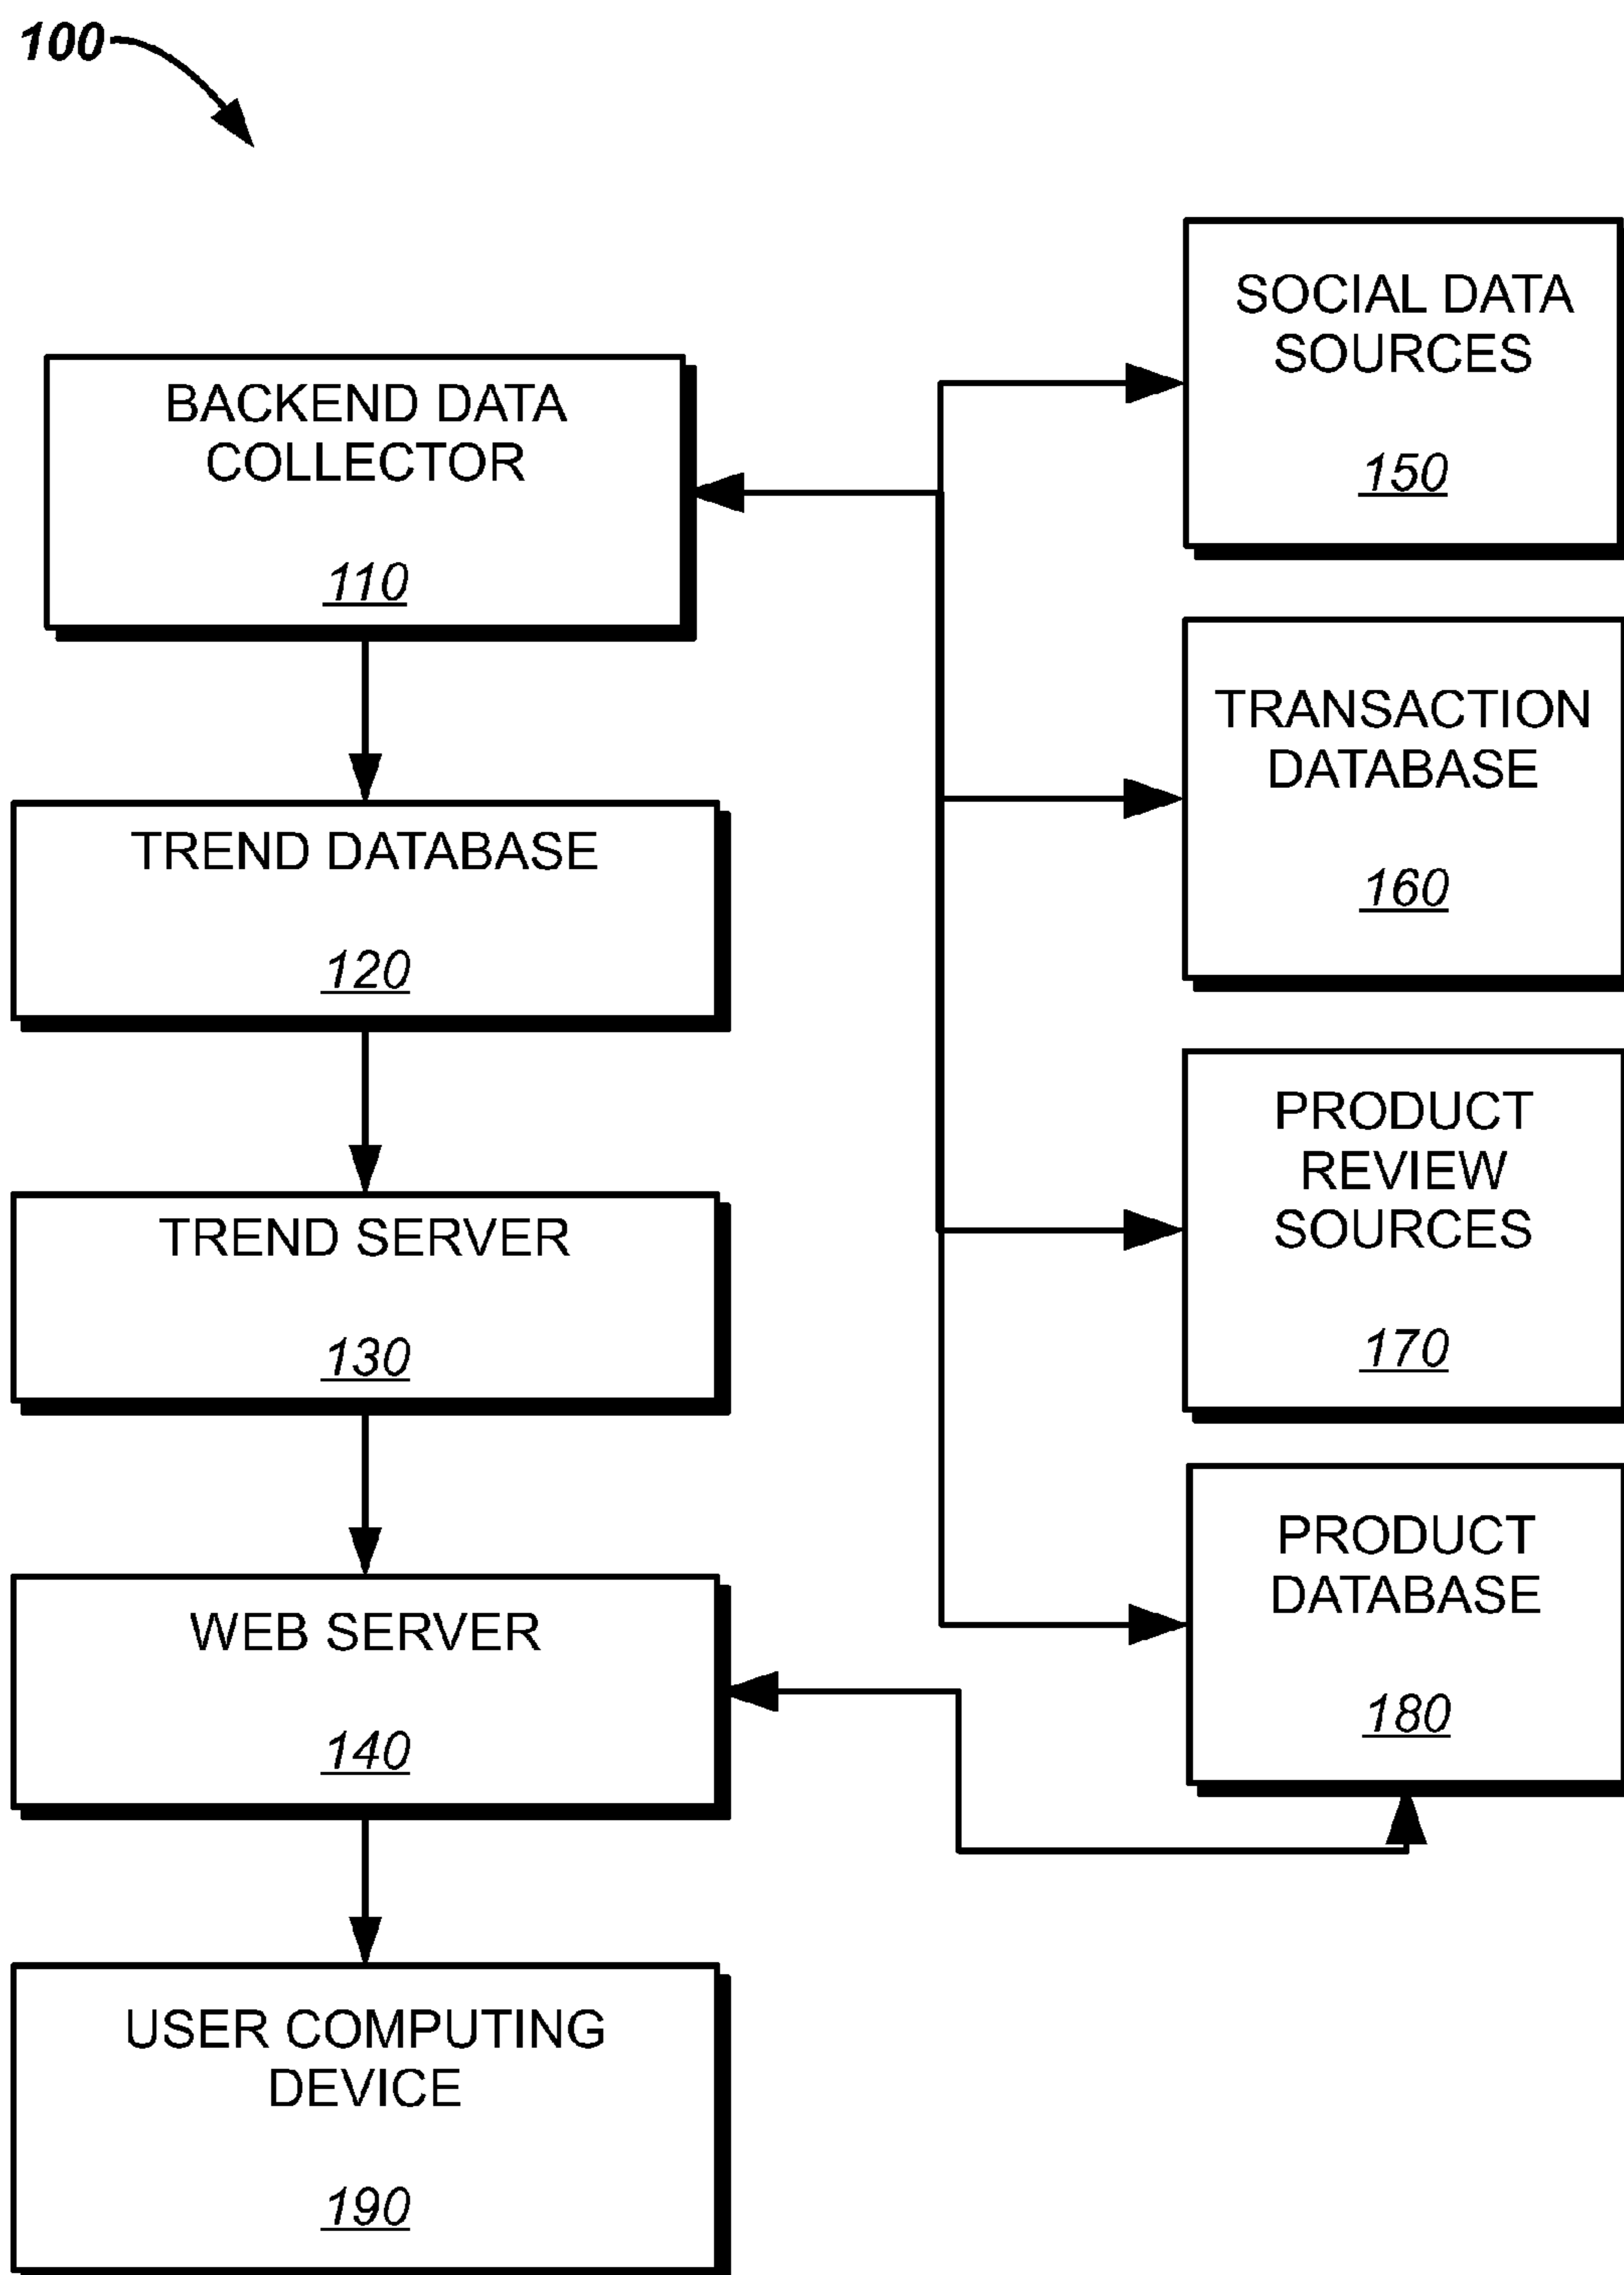 100
BACKEND DATA
COLLECTOR
110
TREND DATABASE
120
TREND SERVER
130
WEB SERVER
140
USER COMPUTING
DEVICE
190
SOCIAL DATA
SOURCES
150
TRANSACTION
DATABASE
160
PRODUCT
REVIEW
SOURCES
170
PRODUCT
DATABASE
180